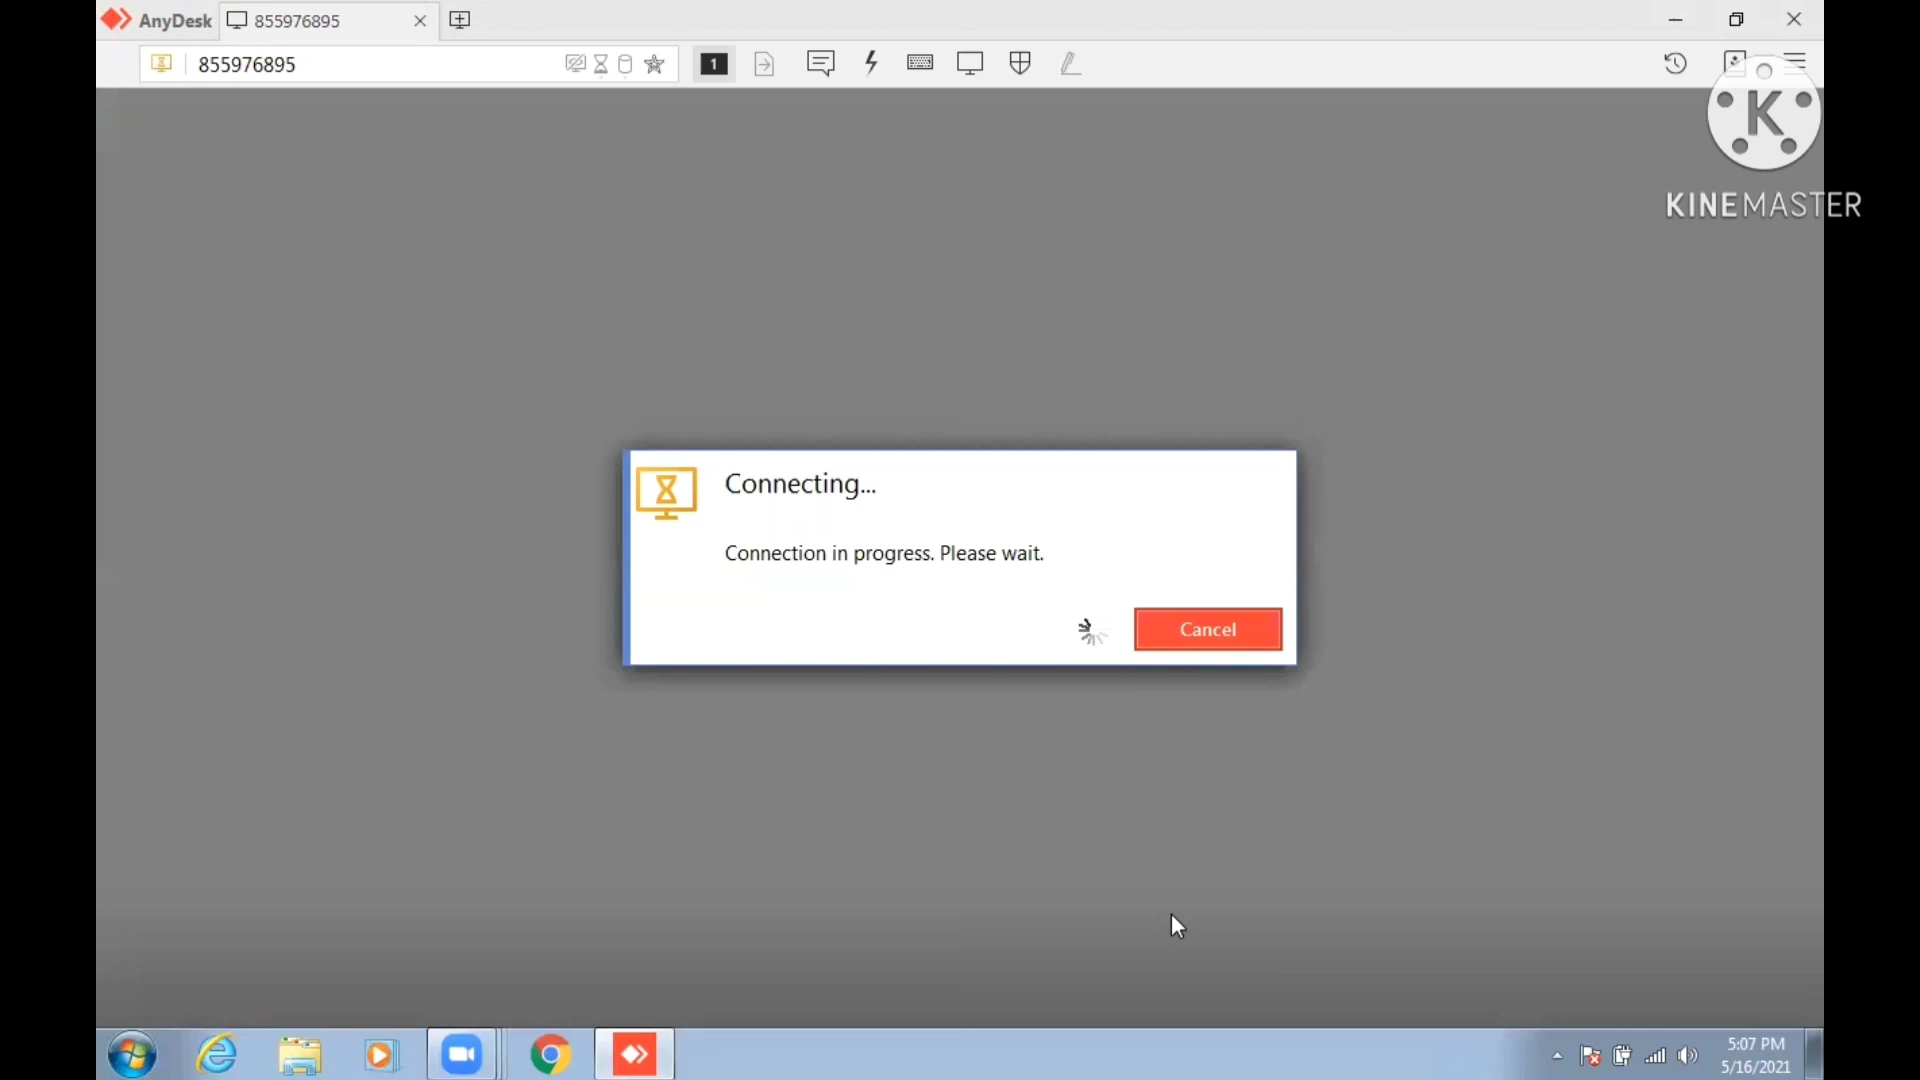 AnyDesk
855976895
855976895
1
K
KINEMASTER
Connecting...
Connection in progress. Please wait.
Cancel
5:07 PM
5/16/2021